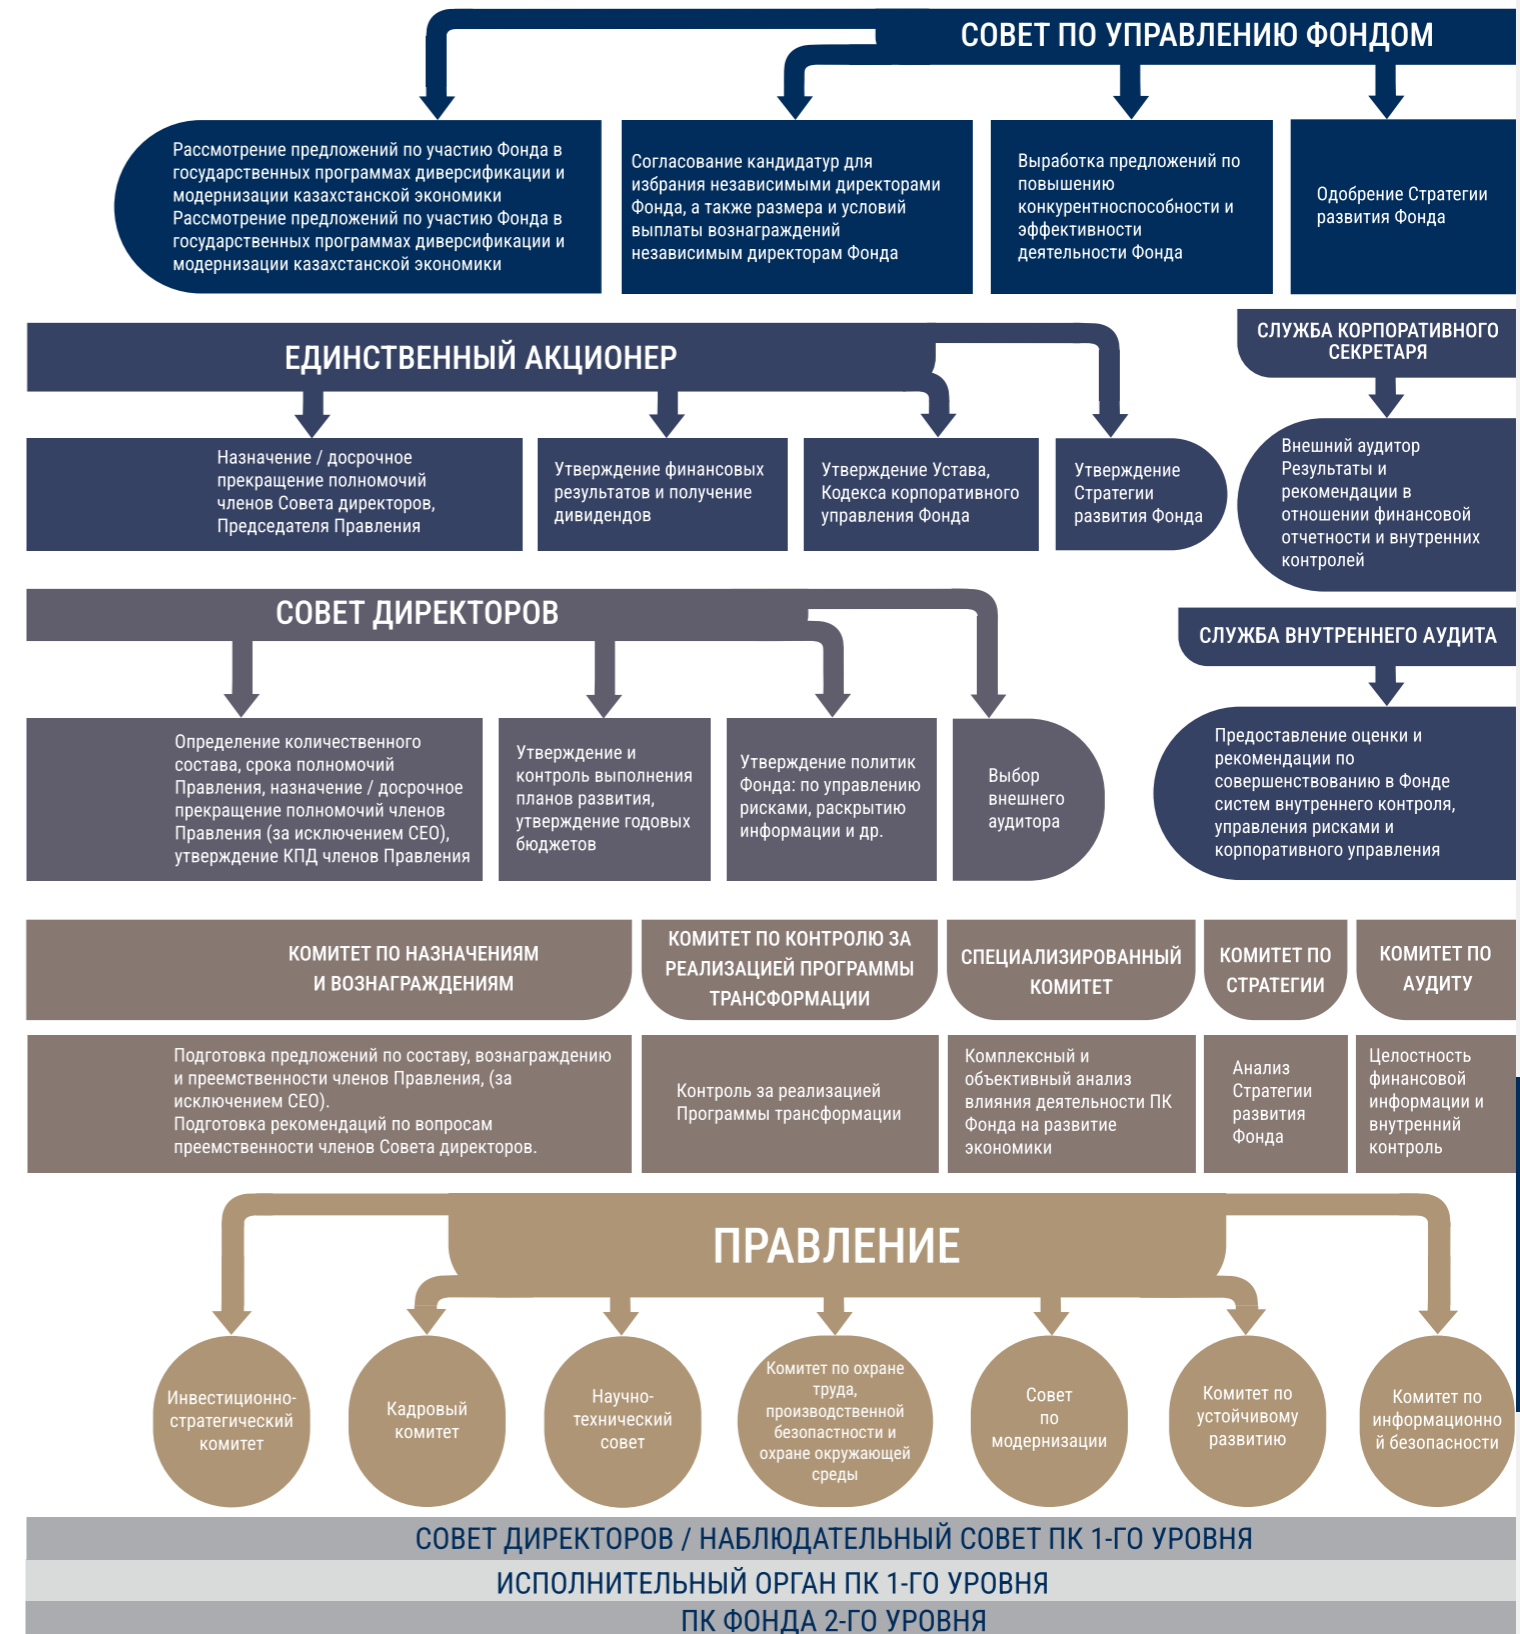 СОВЕТ ПО УПРАВЛЕНИЮ ФОНДОМ
Рассмотрение предложений по участию Фонда в
государственных программах диверсификации и
модернизации казахстанской экономики
Рассмотрение предложений по участию Фонда в
государственных программах диверсификации и
модернизации казахстанской экономики
Согласование кандидатур для
избрания независимыми директорами
Фонда, а также размера и условий
выплаты вознаграждений
независимым директорам Фонда
Выработка предложений по
повышению
конкурентноспособности и
эффективности
деятельности Фонда
Одобрение Стратегии
развития Фонда
ЕДИНСТВЕННЫЙ АКЦИОНЕР
Назначение / досрочное
прекращение полномочий
членов Совета директоров,
Председателя Правления
Утверждение финансовых
результатов и получение
дивидендов
Утверждение Устава,
Кодекса корпоративного
управления Фонда
Утверждение
Стратегии
развития Фонда
СЛУЖБА КОРПОРАТИВНОГО
СЕКРЕТАРЯ
Внешний аудитор
Результаты и
рекомендации в
отношении финансовой
отчетности и внутренних
контролей
СОВЕТ ДИРЕКТОРОВ
Определение количественного
состава, срока полномочий
Правления, назначение / досрочное
прекращение полномочий членов
Правления (за исключением CEO),
утверждение КПД членов Правления
Утверждение и
контроль выполнения
планов развития,
утверждение годовых
бюджетов
Утверждение политик
Фонда: по управлению
рисками, раскрытию
информации и др.
Выбор
внешнего
аудитора
СЛУЖБА ВНУТРЕННЕГО АУДИТА
Предоставление оценки и
рекомендации по
совершенствованию в Фонде
систем внутреннего контроля,
управления рисками и
корпоративного управления
КОМИТЕТ ПО НАЗНАЧЕНИЯМ
И ВОЗНАГРАЖДЕНИЯМ
КОМИТЕТ ПО КОНТРОЛЮ ЗА
РЕАЛИЗАЦИЕЙ ПРОГРАММЫ
ТРАНСФОРМАЦИИ
СПЕЦИАЛИЗИРОВАННЫЙ
КОМИТЕТ
КОМИТЕТ ПО
СТРАТЕГИИ
КОМИТЕТ ПО
АУДИТУ
Подготовка предложений по составу, вознаграждению
и преемственности членов Правления, (за
исключением CEO).
Подготовка рекомендаций по вопросам
преемственности членов Совета директоров.
Контроль за реализацией
Программы трансформации
Комплексный и
объективный анализ
влияния деятельности ПК
Фонда на развитие
экономики
Анализ
Стратегии
развития
Фонда
Целостность
финансовой
информации и
внутренний
контроль
ПРАВЛЕНИЕ
Инвестиционно-
стратегический
комитет
Кадровый
комитет
Научно-
технический
совет
Комитет по охране
труда,
производственной
безопастности и
охране окружающей
среды
Совет
по
модернизации
Комитет по
устойчивому
развитию
Комитет по
информационно
й безопасности
СОВЕТ ДИРЕКТОРОВ / НАБЛЮДАТЕЛЬНЫЙ СОВЕТ ПК 1-ГО УРОВНЯ
ИСПОЛНИТЕЛЬНЫЙ ОРГАН ПК 1-ГО УРОВНЯ
ПК ФОНДА 2-ГО УРОВНЯ